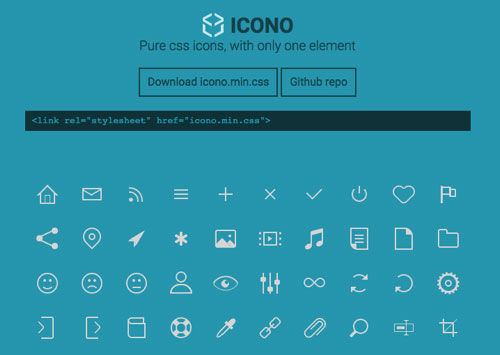 ICONO
Pure css icons, with only one element
Download icono.min.css Github repo
<link rel="stylesheet" href="icono.min.css">